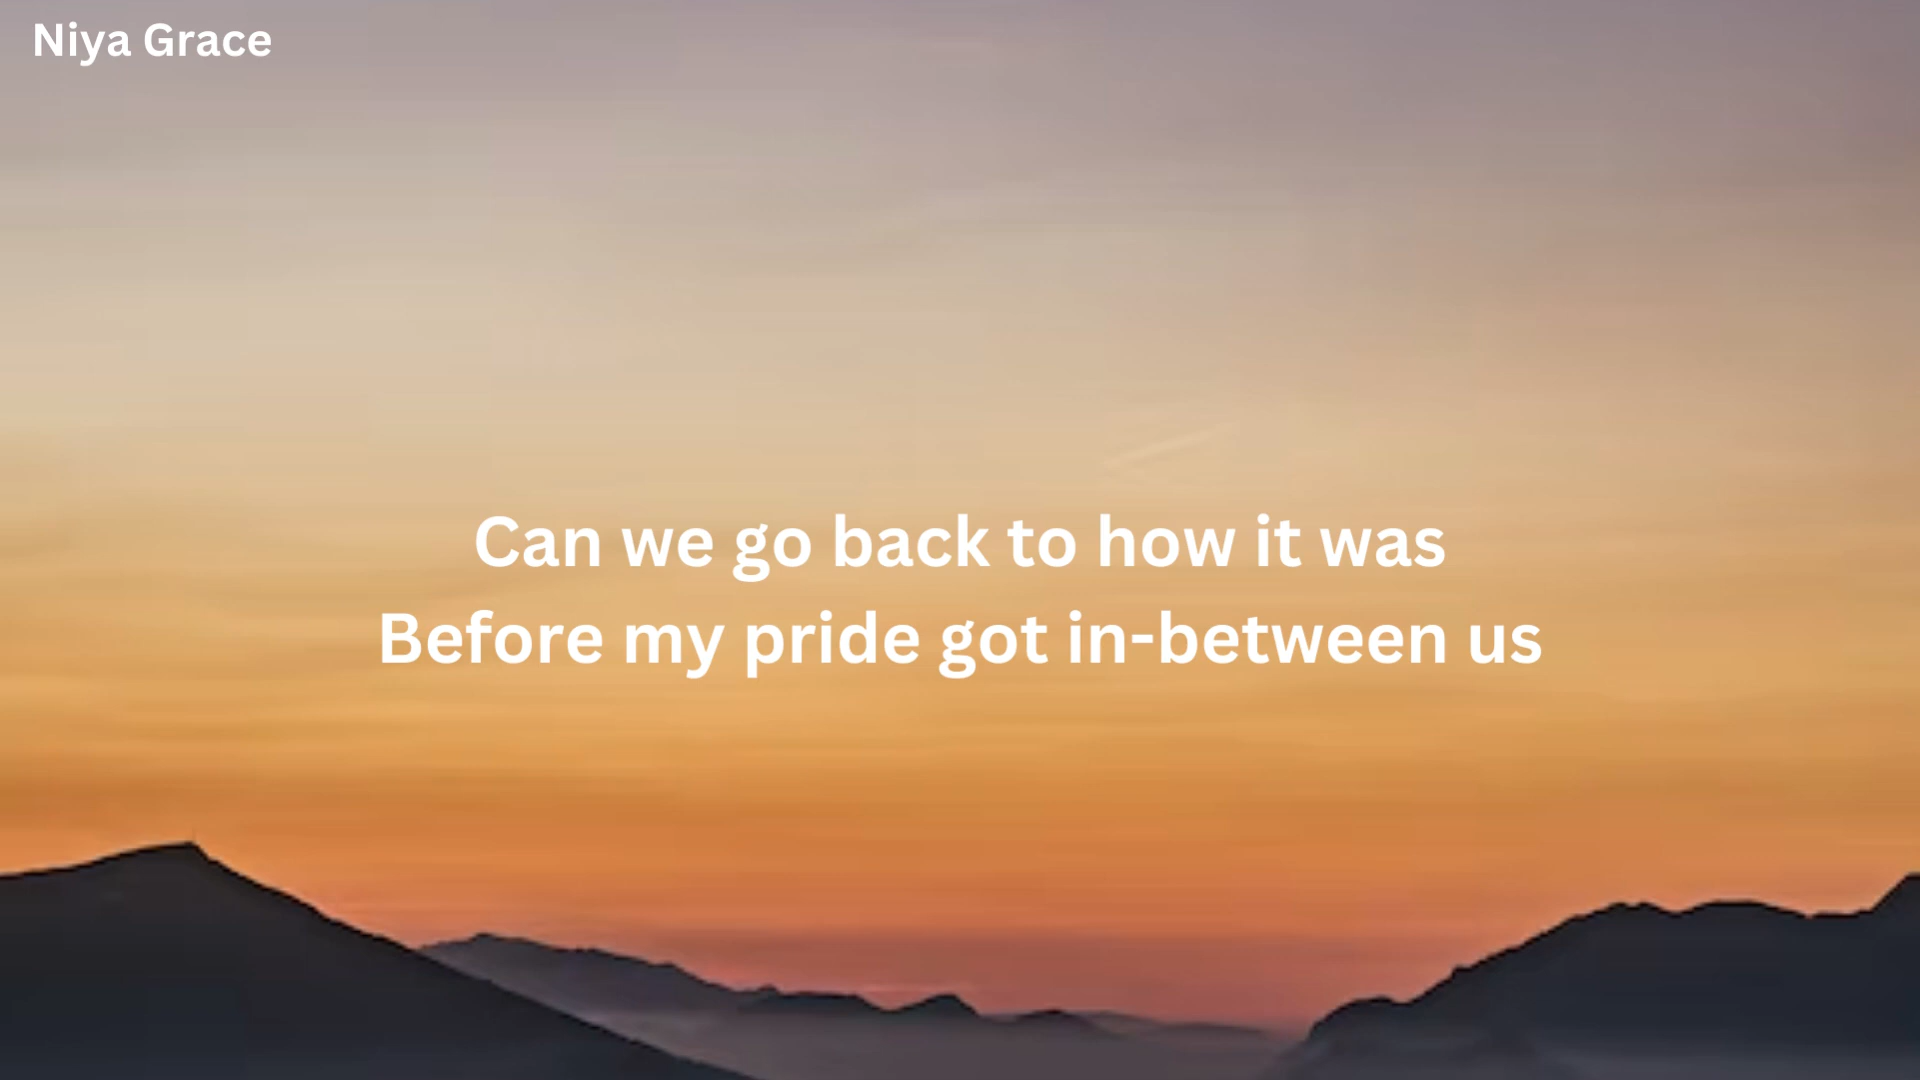 Niya Grace
Can we go back to how it was
Before my pride got in-between us